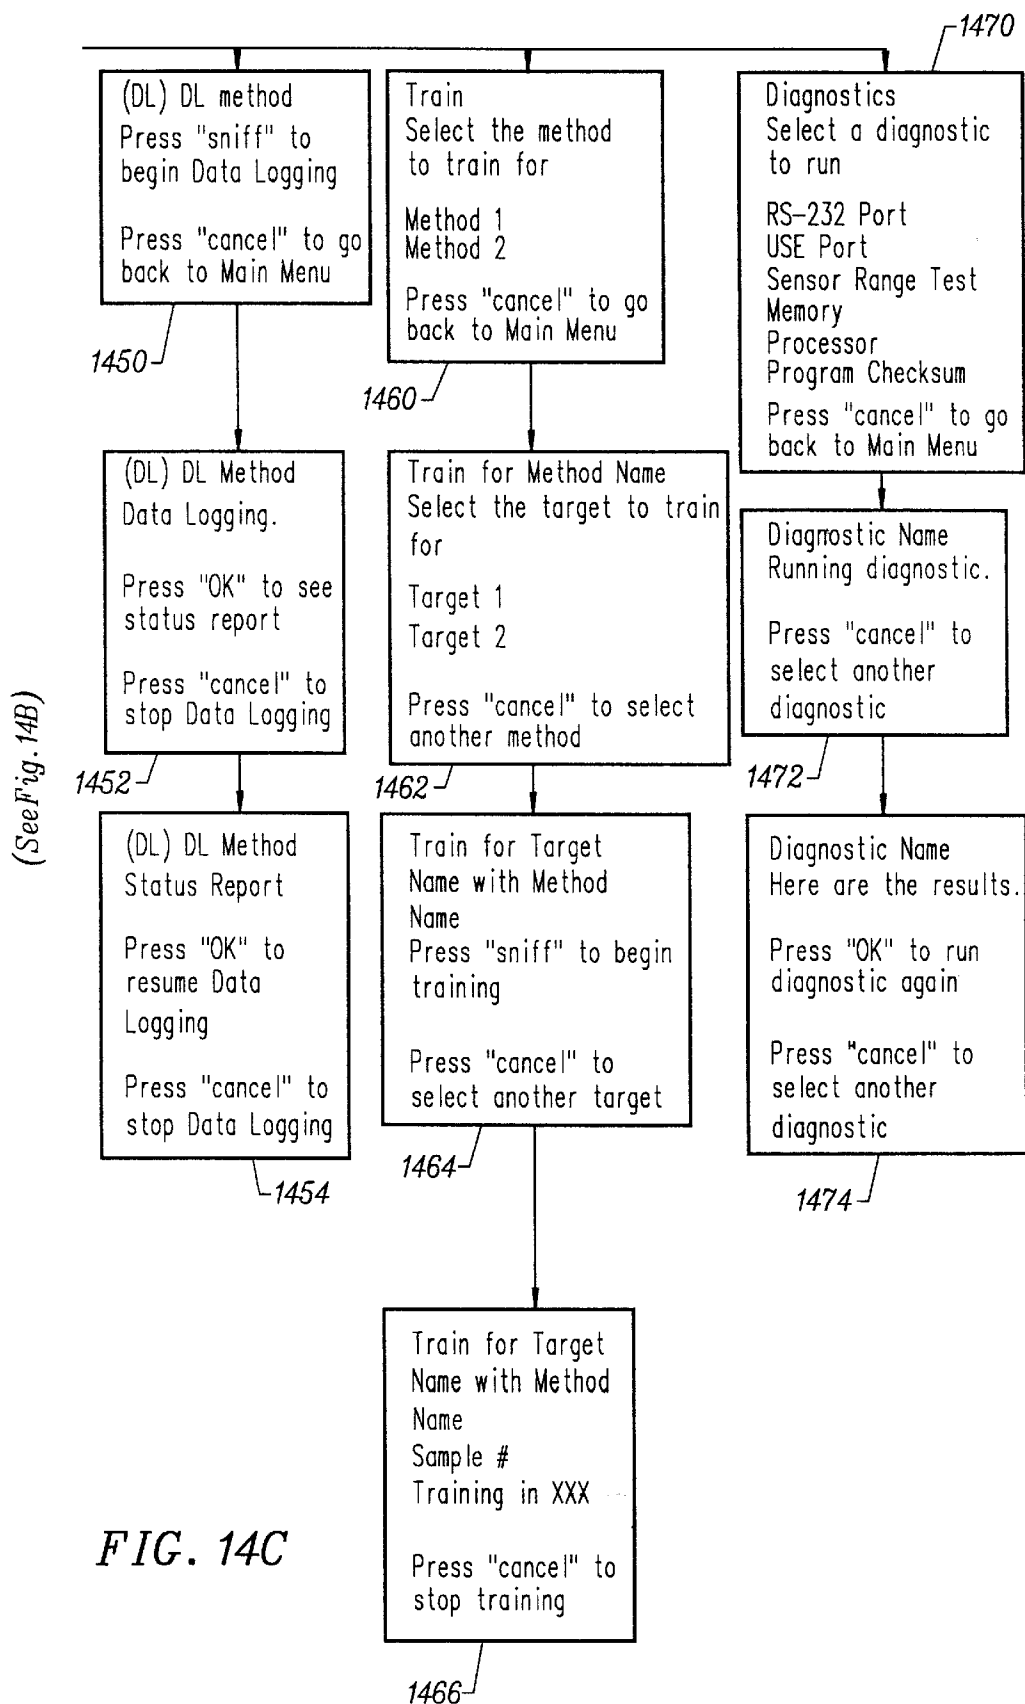 1470
(DL) DL method
Press "sniff" to
begin Data Logging
Press "cancel" to go
back to Main Menu
1450
Train
Select the method
to train for
Method 1
Method 2
Press "cancel" to go
back to Main Menu
1460
Diagnostics
Select a diagnostic
to run
RS-232 Port
USE Port
Sensor Range Test
Memory
Processor
Program Checksum
Press "cancel" to go
back to Main Menu
(DL) DL Method
Data Logging.
Press "OK" to see
status report
Press "cancel" to
stop Data Logging
1452
Train for Method Name
Select the target to train
for
Target 1
Target 2
Press "cancel" to select
another method
1462
Diagnostic Name
Running diagnostic.
Press "cancel" to
select another
diagnostic
1472
(See Fig. 14B)
(DL) DL Method
Status Report
Press "OK" to
resume Data
Logging
Press "cancel" to
stop Data Logging
1454
Train for Target
Name with Method
Name
Press "sniff" to begin
training
Press "cancel" to
select another target
1464
Diagnostic Name
Here are the results.
Press "OK" to run
diagnostic again
Press "cancel" to
select another
diagnostic
1474
Train for Target
Name with Method
Name
Sample #
Training in XXX
Press "cancel" to
stop training
1466
FIG. 14C